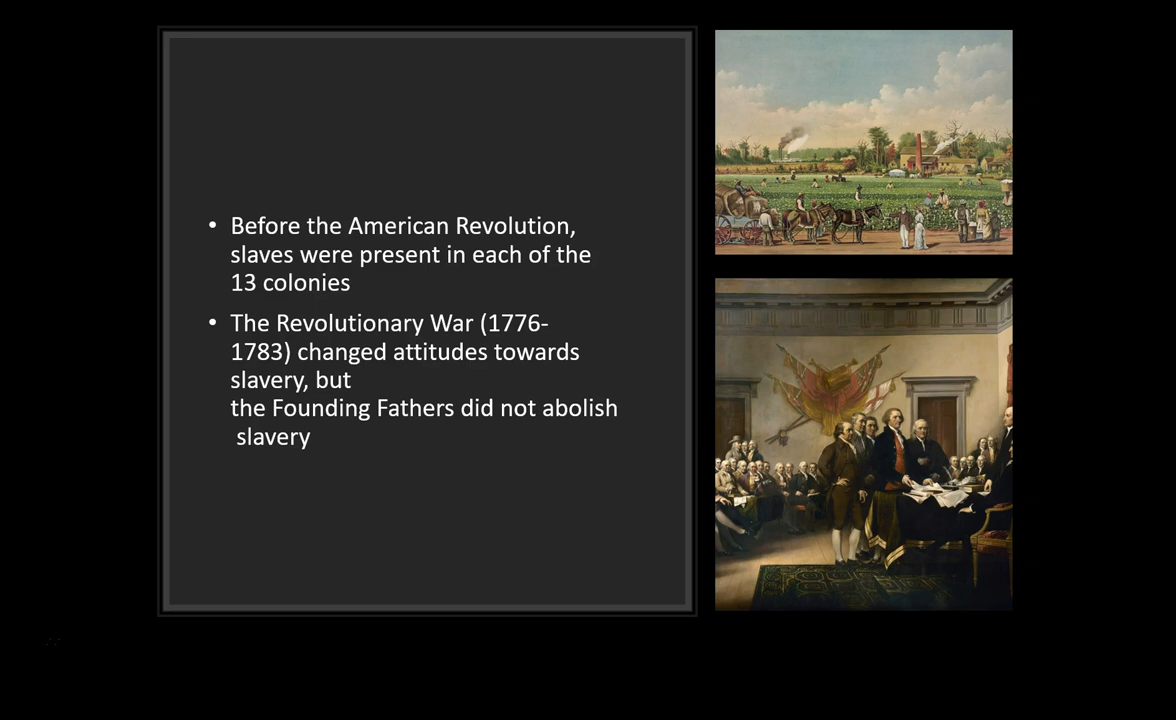 • Before the American Revolution,
slaves were present in each of the
13 colonies
• The Revolutionary War (1776-
1783) changed attitudes towards
slavery, but
the Founding Fathers did not abolish
slavery